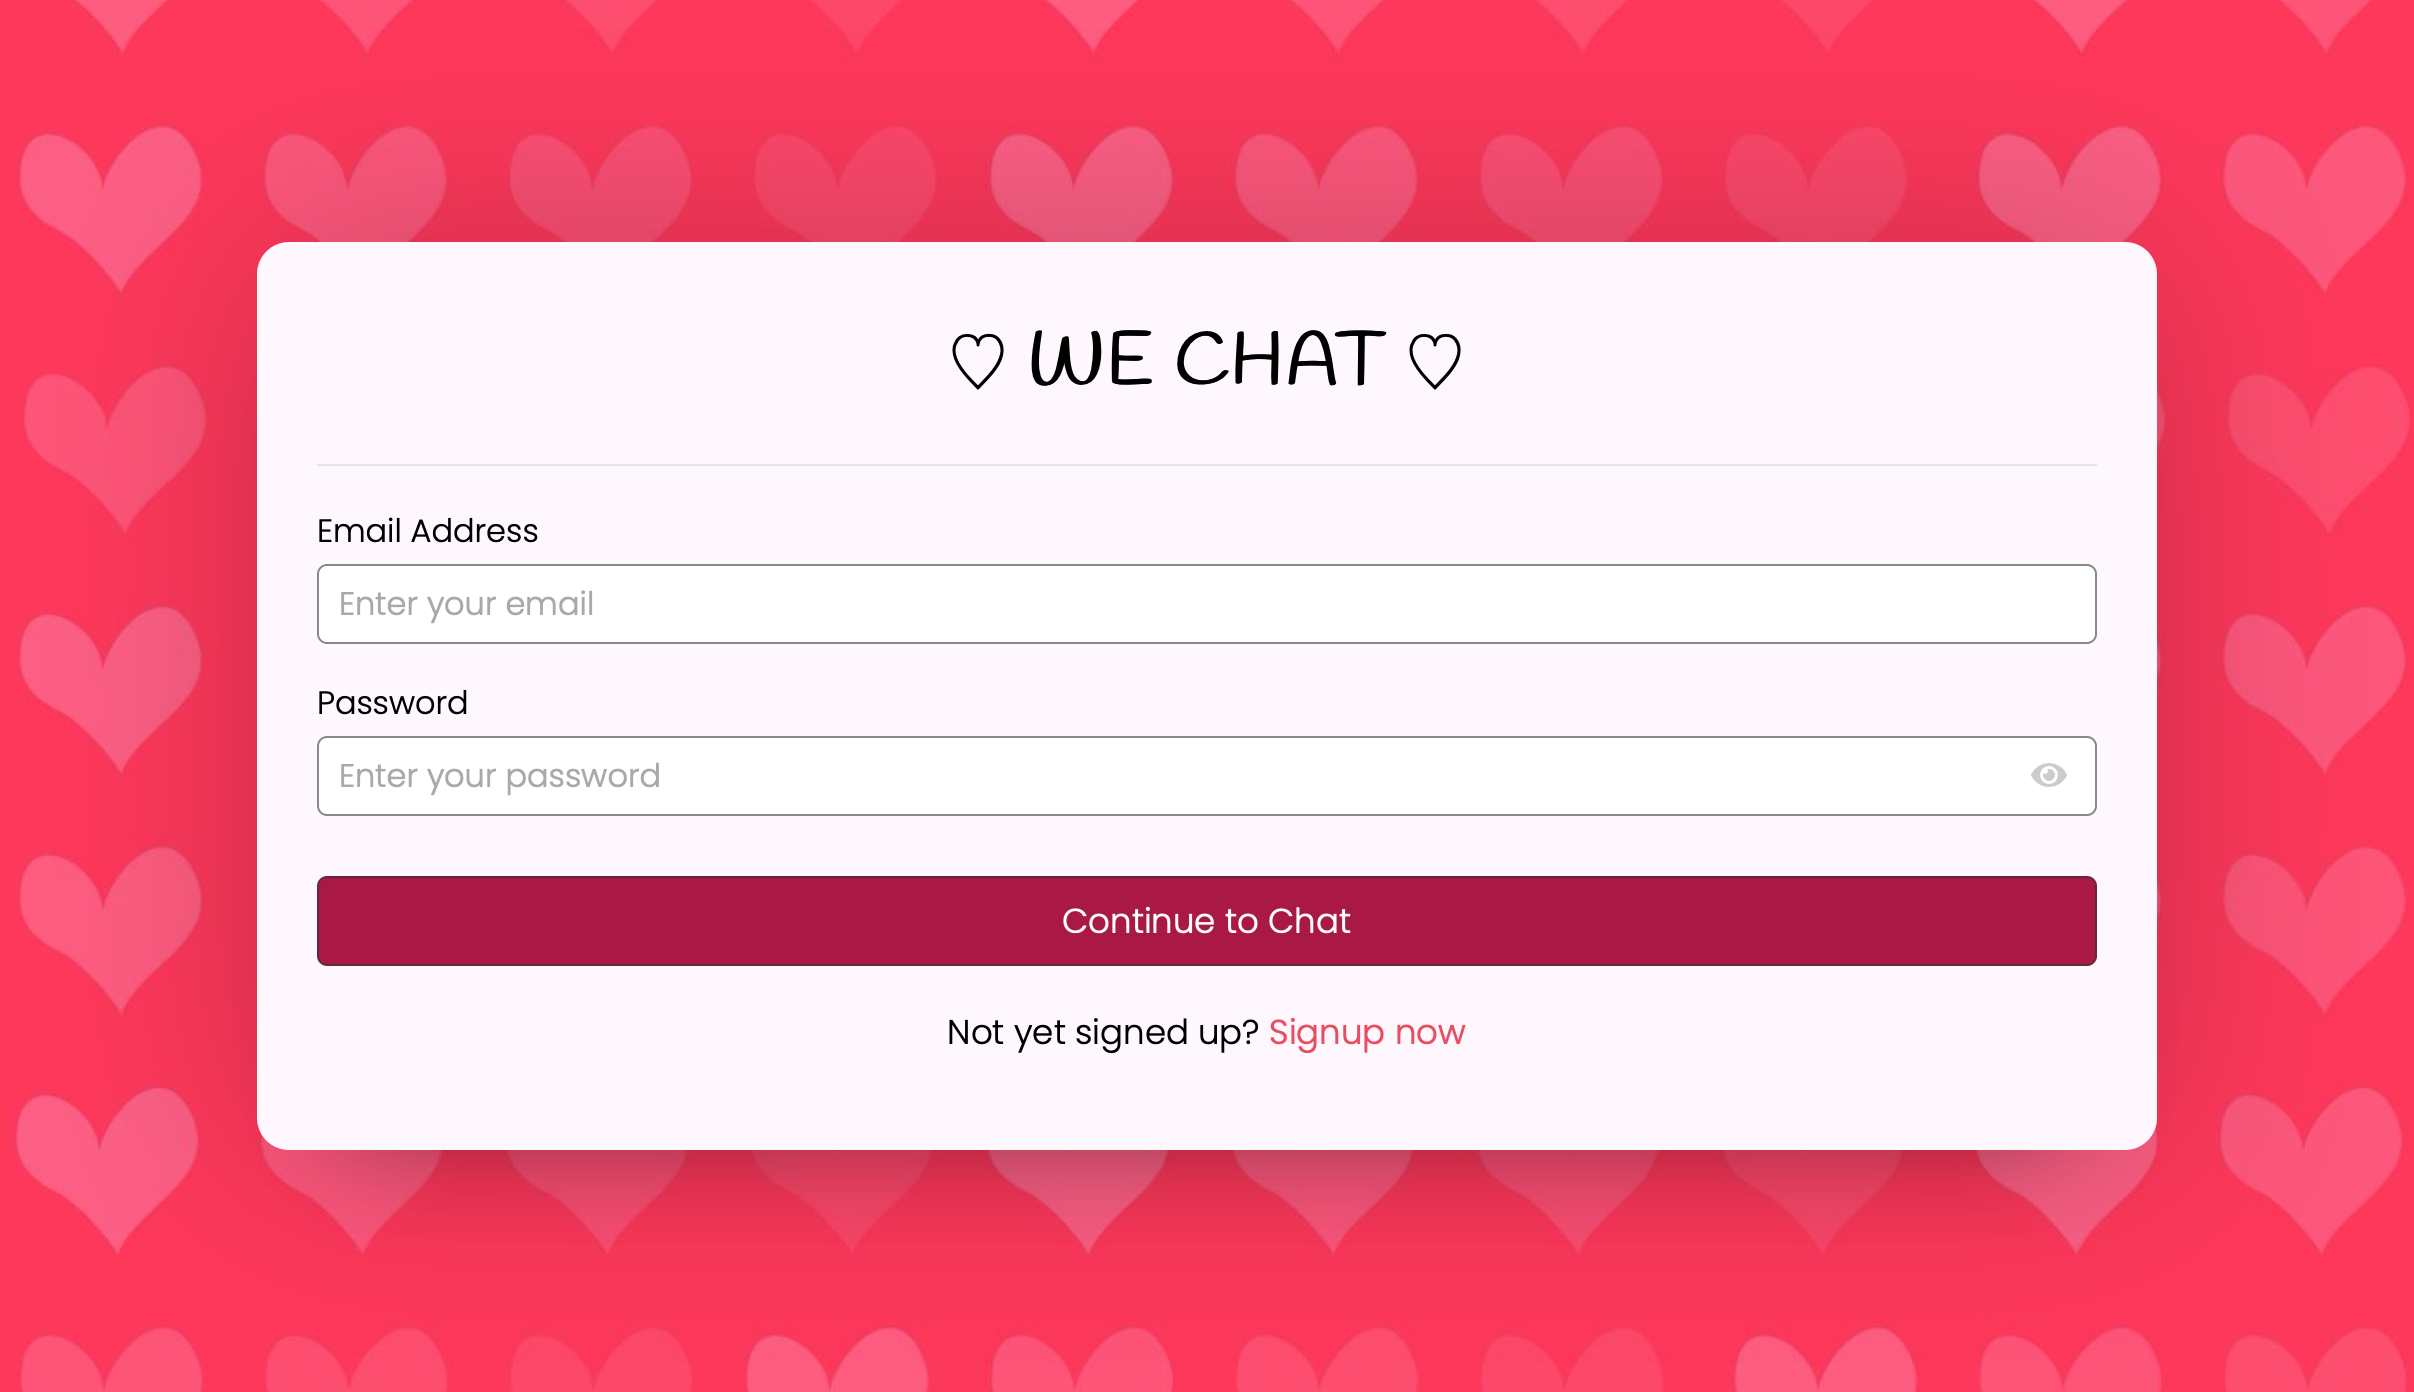 ♡ WE CHAT ♡
Email Address
Enter your email
Password
Enter your password
Continue to Chat
Not yet signed up? Signup now